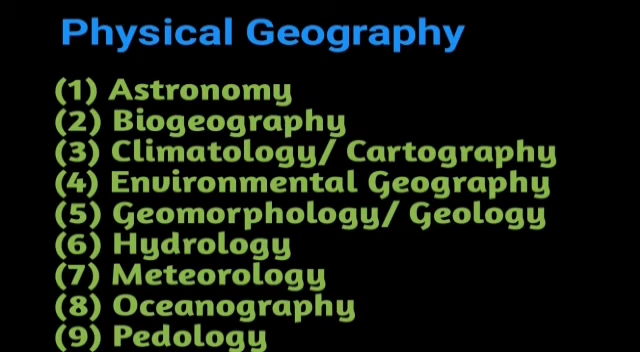 Physical Geography
(1) Astronomy
(2) Biogeography
(3) Climatology/ Cartography
(4) Environmental Geography
(5) Geomorphology/ Geology
(6) Hydrology
(7) Meteorology
(8) Oceanography
(9) Pedology